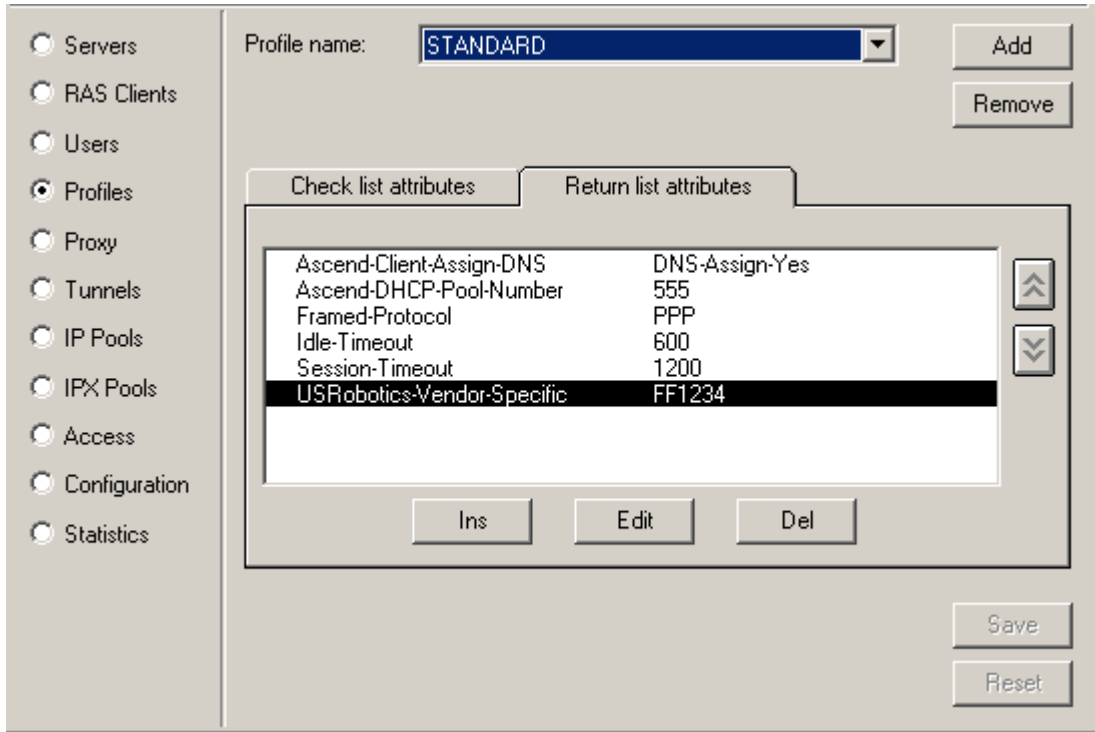 Servers
RAS Clients
Users
Profiles
Proxy
Tunnels
IP Pools
IPX Pools
Access
Configuration
Statistics
Profile name: STANDARD
Add
Remove
Check list attributes Return list attributes
Ascend-Client-Assign-DNS DNS-Assign-Yes
Ascend-DHCP-Pool-Number 555
Framed-Protocol PPP
Idle-Timeout 600
Session-Timeout 1200
USRobotics-Vendor-Specific FF1234
Ins Edit Del
Save
Reset